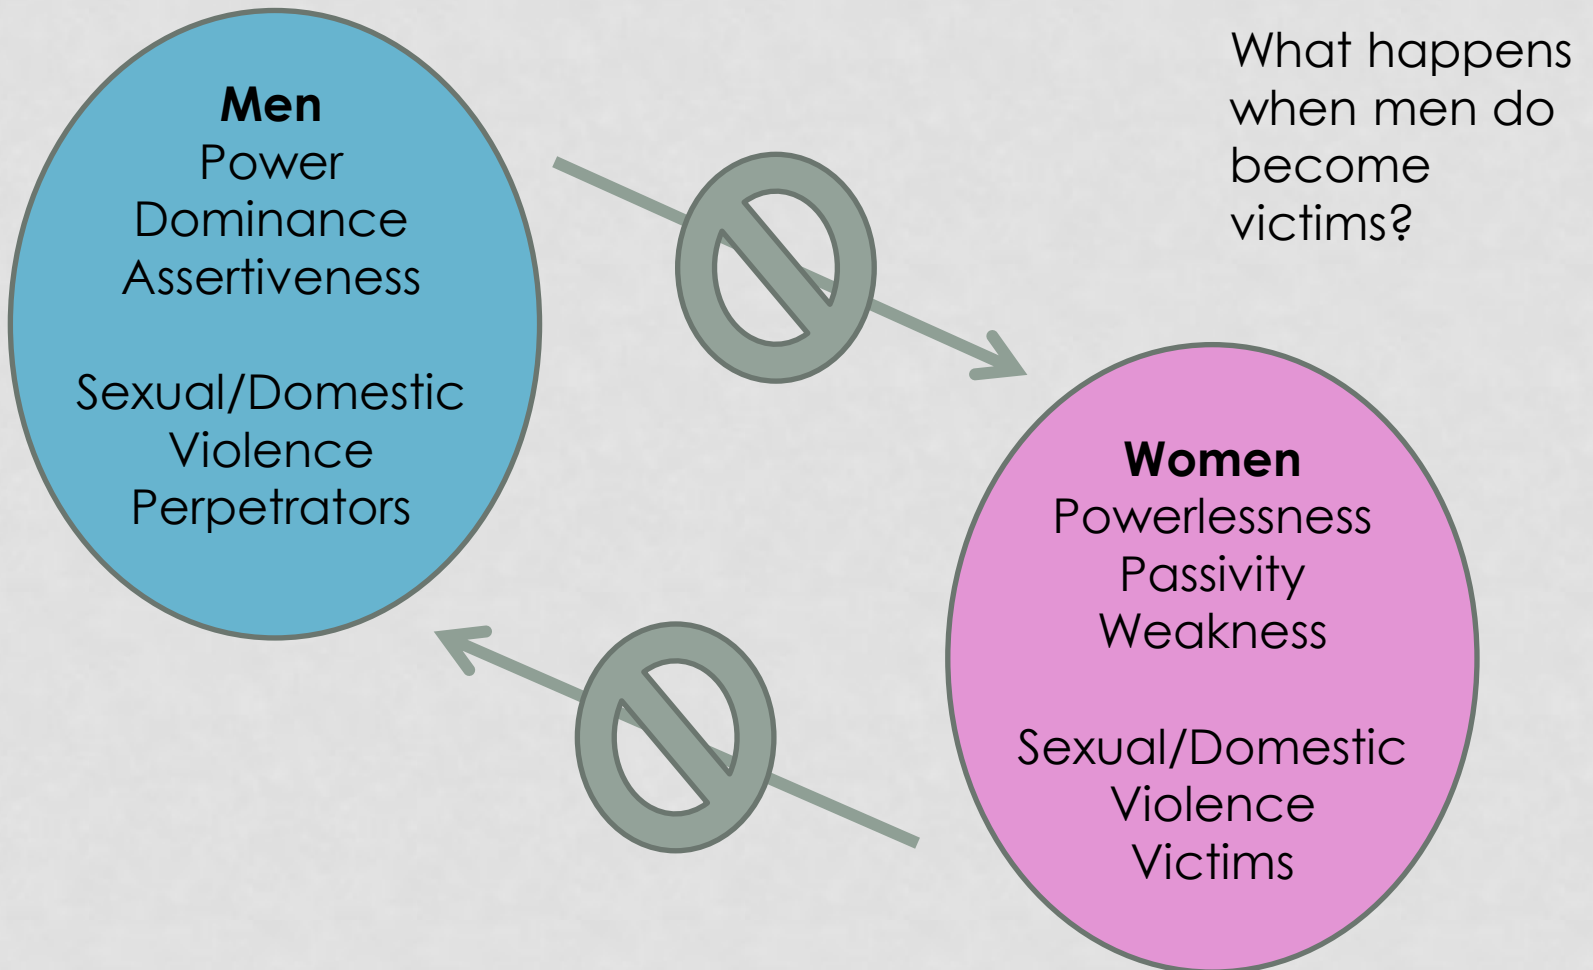 Men
Power
Dominance
Assertiveness
Sexual/Domestic
Violence
Perpetrators
What happens
when men do
become
victims?
Women
Powerlessness
Passivity
Weakness
Sexual/Domestic
Violence
Victims